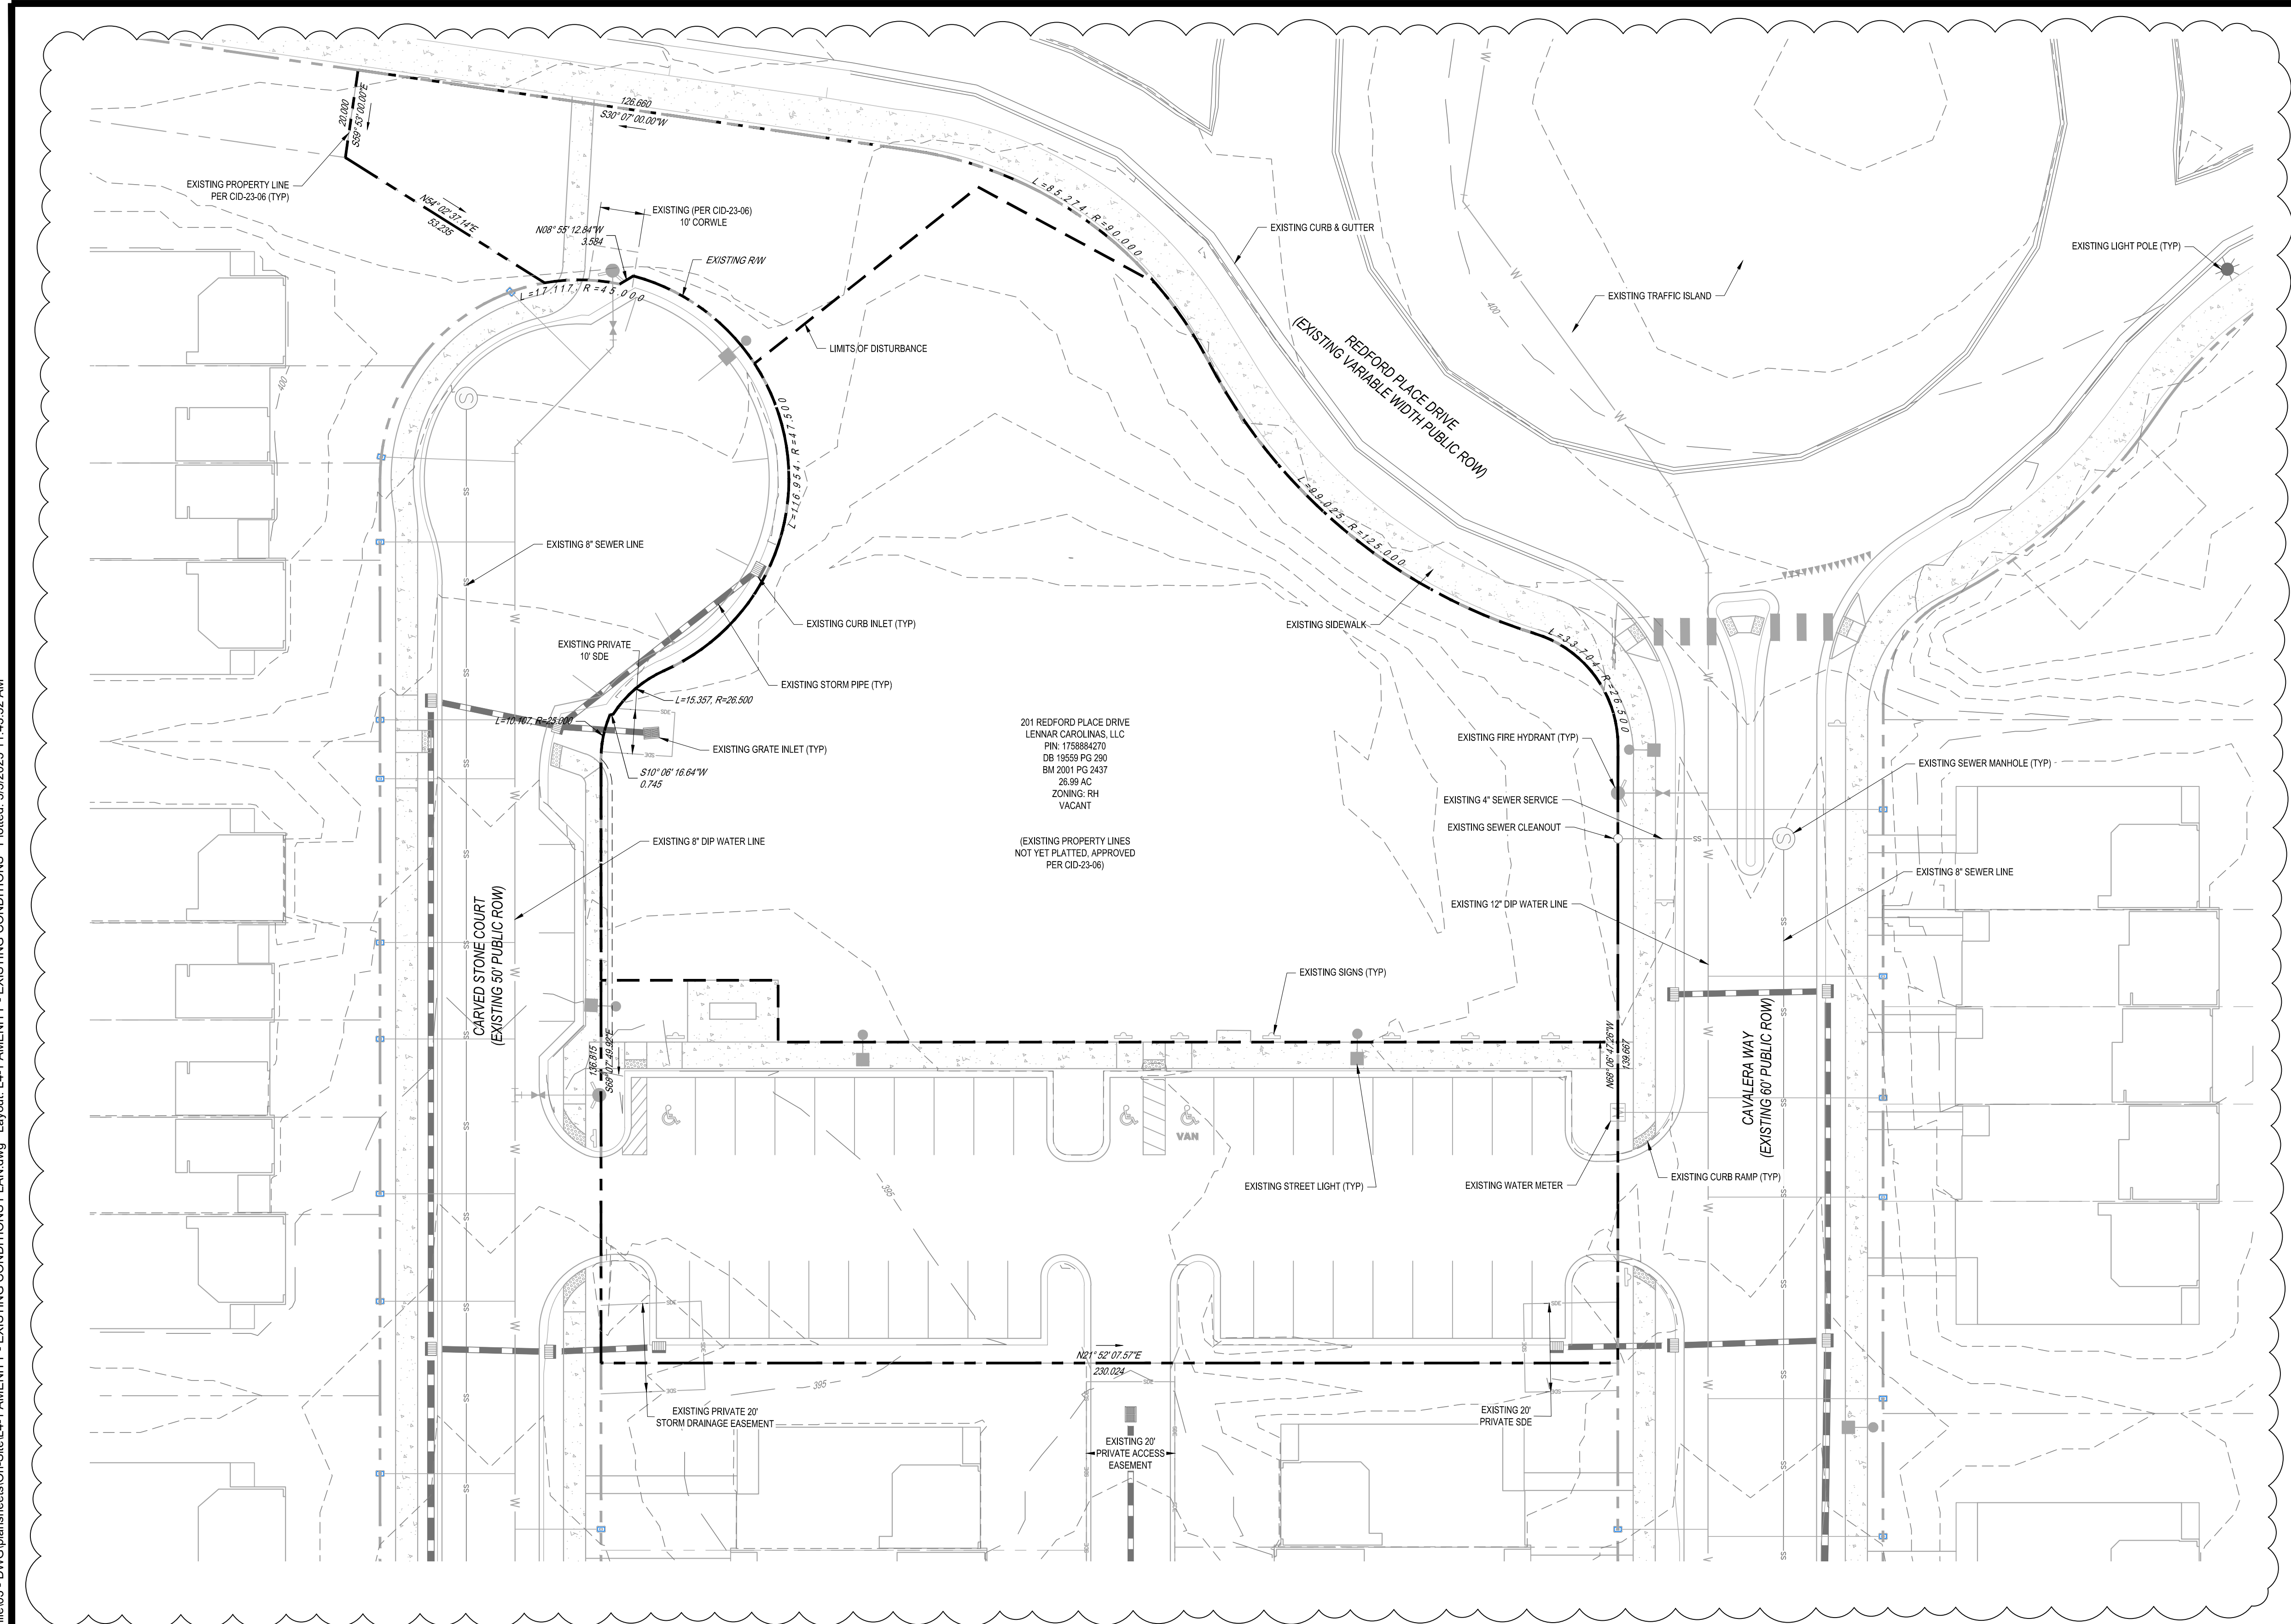 20.000
S59° 53' 00.00"E
126.660
S30° 07' 00.00"W
EXISTING PROPERTY LINE
PER CID-23-06 (TYP)
N54° 02' 37.14"E
53.235
EXISTING (PER CID-23-06)
10' CORWLE
N08° 55' 12.84"W
3.584
EXISTING R/W
L=17.117, R=45.000
L=85.274, R=90.000
EXISTING CURB & GUTTER
EXISTING LIGHT POLE (TYP)
EXISTING TRAFFIC ISLAND
400
LIMITS OF DISTURBANCE
REDFORD PLACE DRIVE
(EXISTING VARIABLE WIDTH PUBLIC ROW)
400
L=116.954, R=47.500
L=99.025, R=125.000
EXISTING 8" SEWER LINE
EXISTING CURB INLET (TYP)
EXISTING SIDEWALK
EXISTING PRIVATE
10' SDE
L=33.704, R=26.500
EXISTING STORM PIPE (TYP)
L=15.357, R=26.500
L=10.107, R=25.000
EXISTING GRATE INLET (TYP)
S10° 06' 16.64"W
0.745
201 REDFORD PLACE DRIVE
LENNAR CAROLINAS, LLC
PIN: 1758884270
DB 19559 PG 290
BM 2001 PG 2437
26.99 AC
ZONING: RH
VACANT
(EXISTING PROPERTY LINES
NOT YET PLATTED, APPROVED
PER CID-23-06)
EXISTING FIRE HYDRANT (TYP)
EXISTING SEWER MANHOLE (TYP)
EXISTING 4" SEWER SERVICE
EXISTING SEWER CLEANOUT
EXISTING 8" DIP WATER LINE
EXISTING 8" SEWER LINE
EXISTING 12" DIP WATER LINE
CARVED STONE COURT
(EXISTING 50' PUBLIC ROW)
EXISTING SIGNS (TYP)
136.815
S68° 07' 49.92"E
N68° 06' 47.26"W
139.667
CAVALERA WAY
(EXISTING 60' PUBLIC ROW)
VAN
EXISTING STREET LIGHT (TYP)
EXISTING WATER METER
EXISTING CURB RAMP (TYP)
395
SDE
SDE
N21° 52' 07.57"E
230.024
395
SDE
EXISTING PRIVATE 20'
STORM DRAINAGE EASEMENT
EXISTING 20'
PRIVATE SDE
EXISTING 20'
PRIVATE ACCESS
EASEMENT